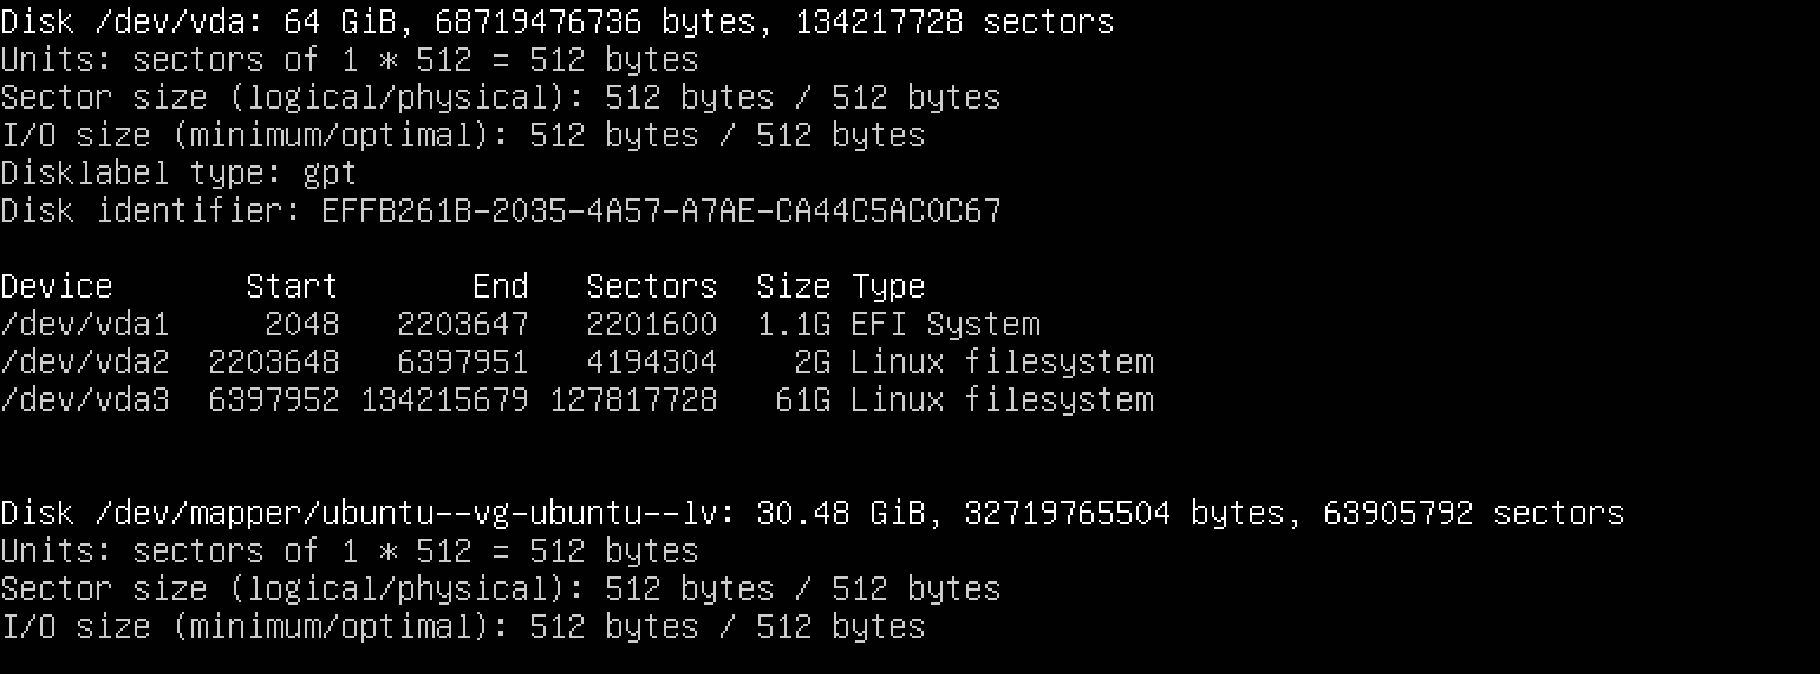 Disk /dev/vda: 64 GiB, 68719476736 bytes, 134217728 sectors
Units: sectors of 1 * 512 = 512 bytes
Sector size (logical/physical): 512 bytes / 512 bytes
I/O size (minimum/optimal): 512 bytes / 512 bytes
Disklabel type: gpt
Disk identifier: EFFB261B-2035-4A57-A7AE-CA44C5AC0C67
Device       Start       End   Sectors  Size Type
/dev/vda1     2048   2203647   2201600  1.1G EFI System
/dev/vda2  2203648   6397951   4194304    2G Linux filesystem
/dev/vda3  6397952 134215679 127817728   61G Linux filesystem
Disk /dev/mapper/ubuntu--vg-ubuntu--lv: 30.48 GiB, 32719765504 bytes, 63905792 sectors
Units: sectors of 1 * 512 = 512 bytes
Sector size (logical/physical): 512 bytes / 512 bytes
I/O size (minimum/optimal): 512 bytes / 512 bytes